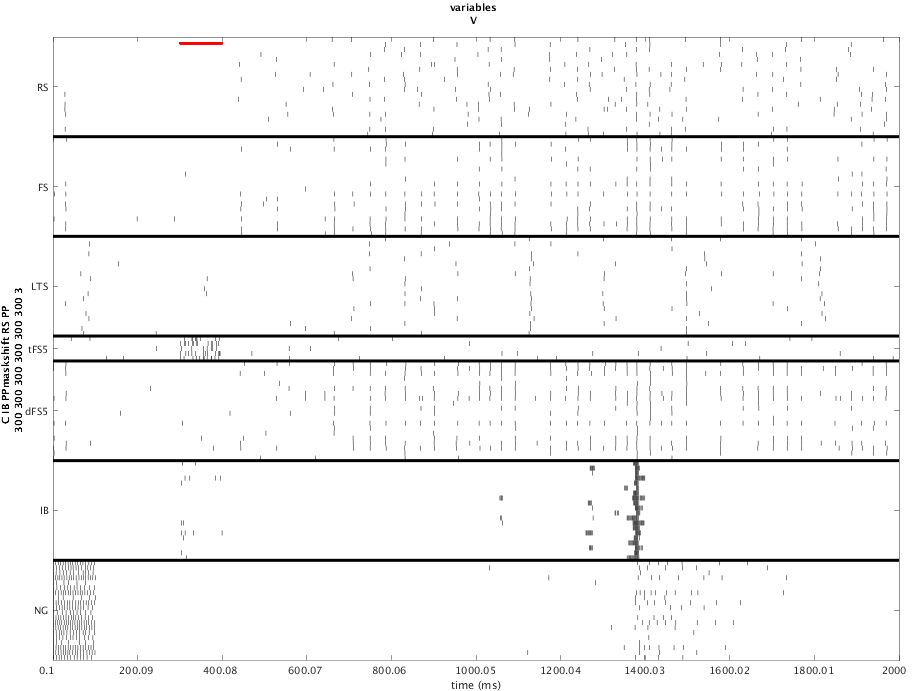 variables
V
RS
FS
LTS
tFS5
dFS5
IB
NG
C IB PPmaskshift RS PP
300 300 300 300 300 3
0.1 200.09 400.08 600.07 800.06 1000.05 1200.04 1400.03 1600.02 1800.01 2000
time (ms)